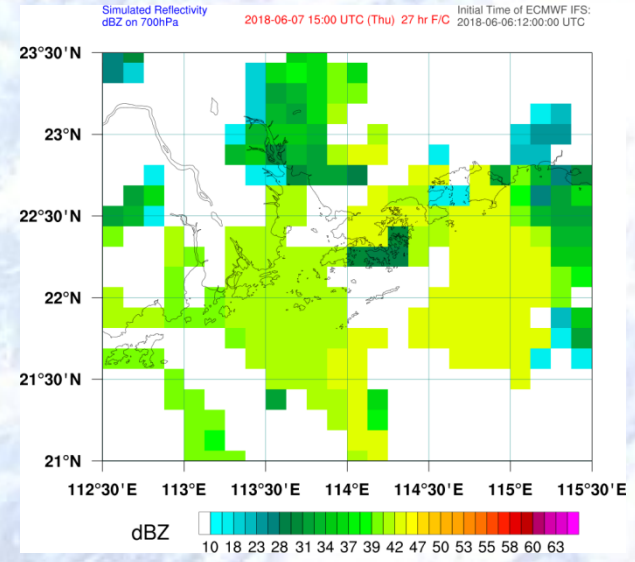 Simulated Reflectivity
dBZ on 700hPa
2018-06-07 15:00 UTC (Thu) 27 hr F/C
Initial Time of ECMWF IFS:
2018-06-06:12:00:00 UTC
23°30'N
23°N
22°30'N
22°N
21°30'N
21°N
112°30'E 113°E 113°30'E 114°E 114°30'E 115°E 115°30'E
dBZ
10 18 23 28 31 34 37 39 42 47 50 53 55 58 60 63